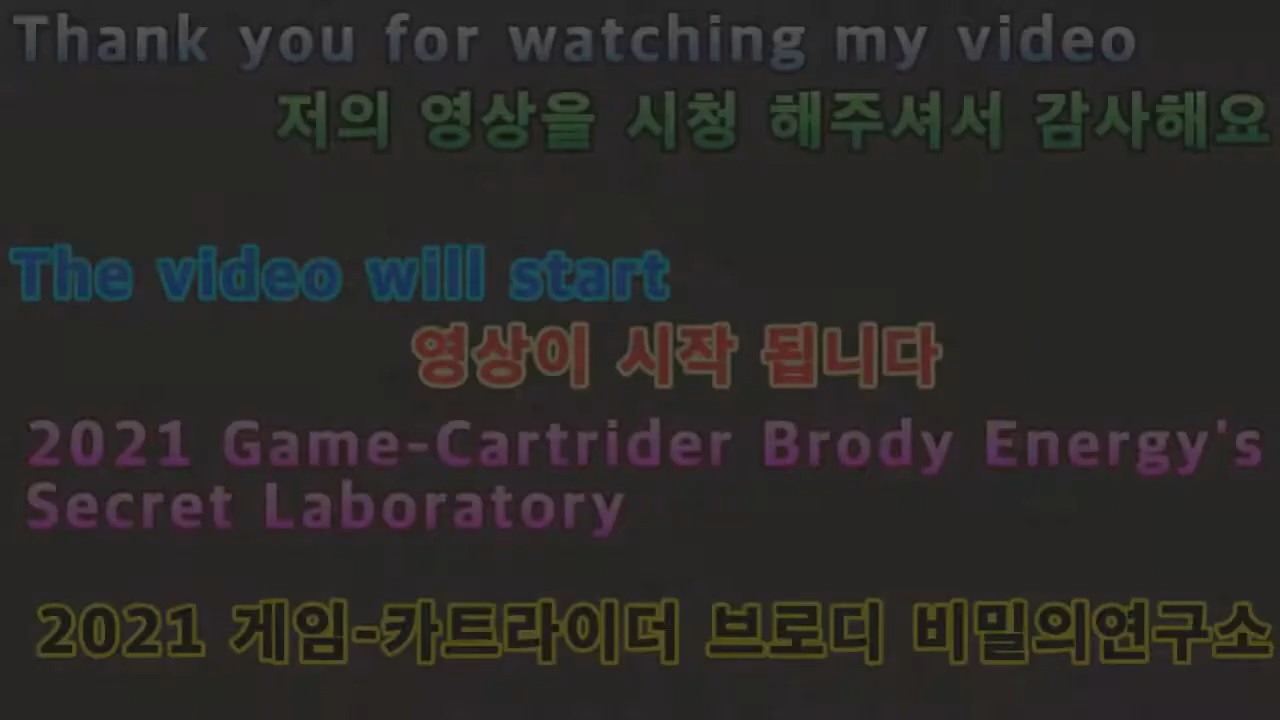 Thank you for watching my video
저의 영상을 시청 해주셔서 감사해요
The video will start
영상이 시작 됩니다
2021 Game-Cartrider Brody Energy's
Secret Laboratory
2021 게임-카트라이더 브로디 비밀의연구소